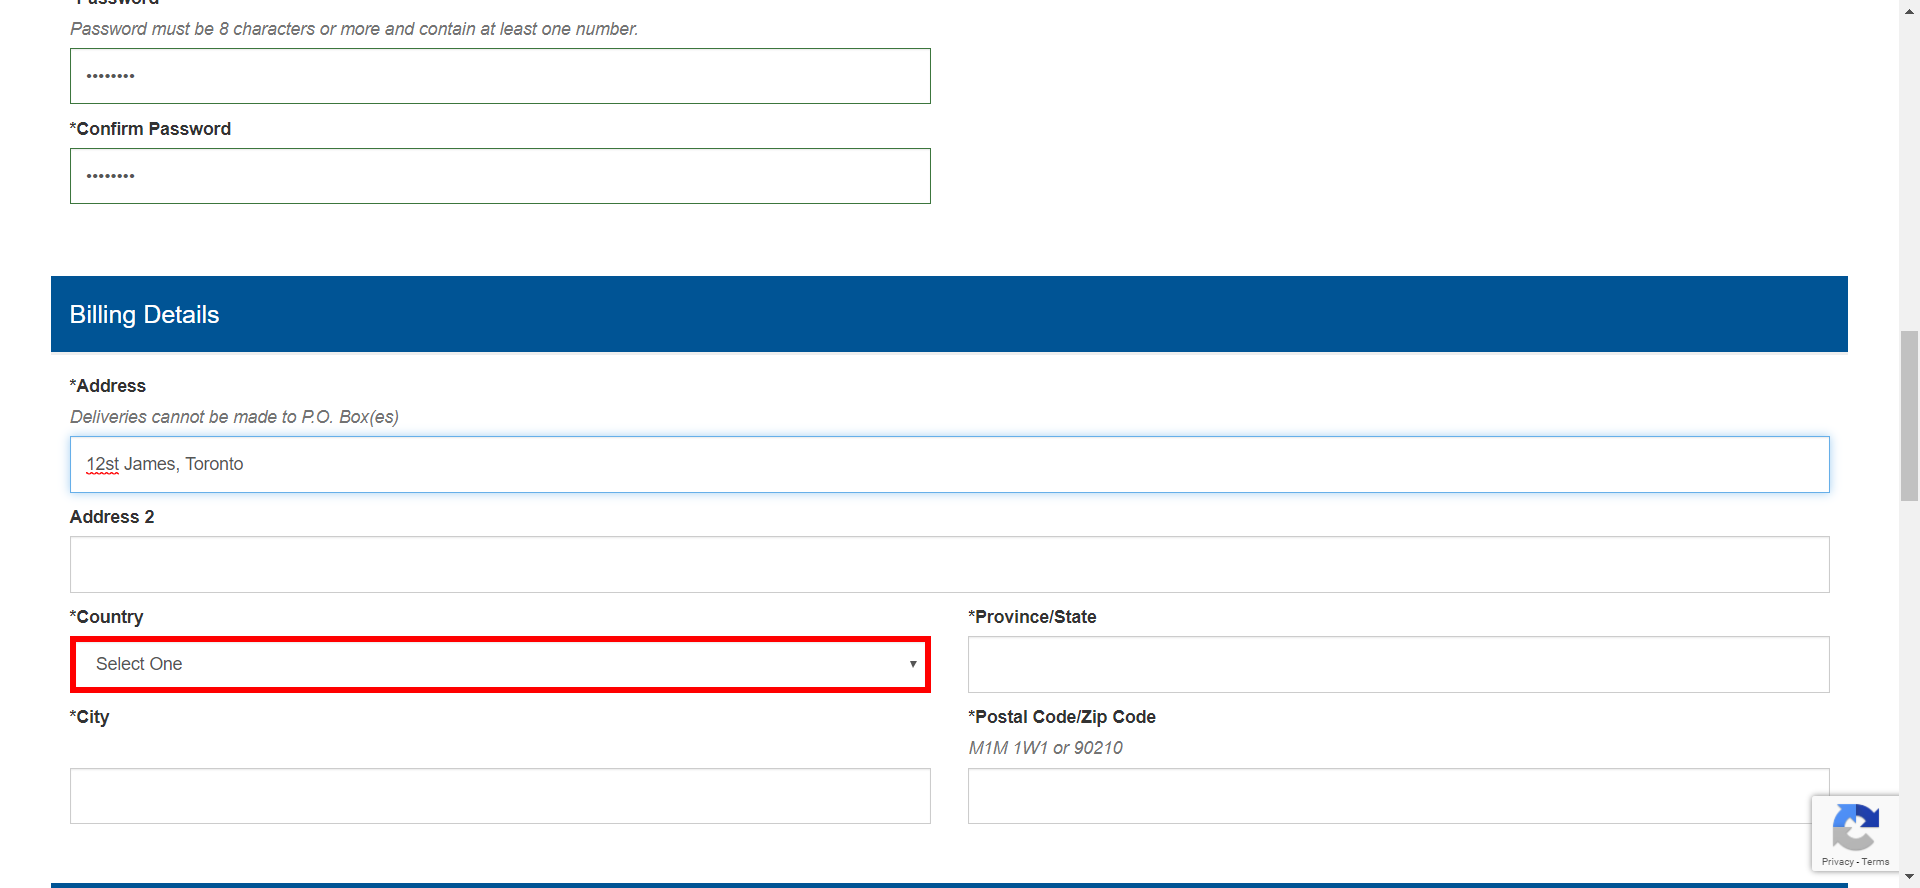 *Password
Password must be 8 characters or more and contain at least one number.
••••••••
*Confirm Password
••••••••
Billing Details
*Address
Deliveries cannot be made to P.O. Box(es)
12st James, Toronto
Address 2
*Country
*Province/State
Select One
*City
*Postal Code/Zip Code
M1M 1W1 or 90210
Privacy - Terms